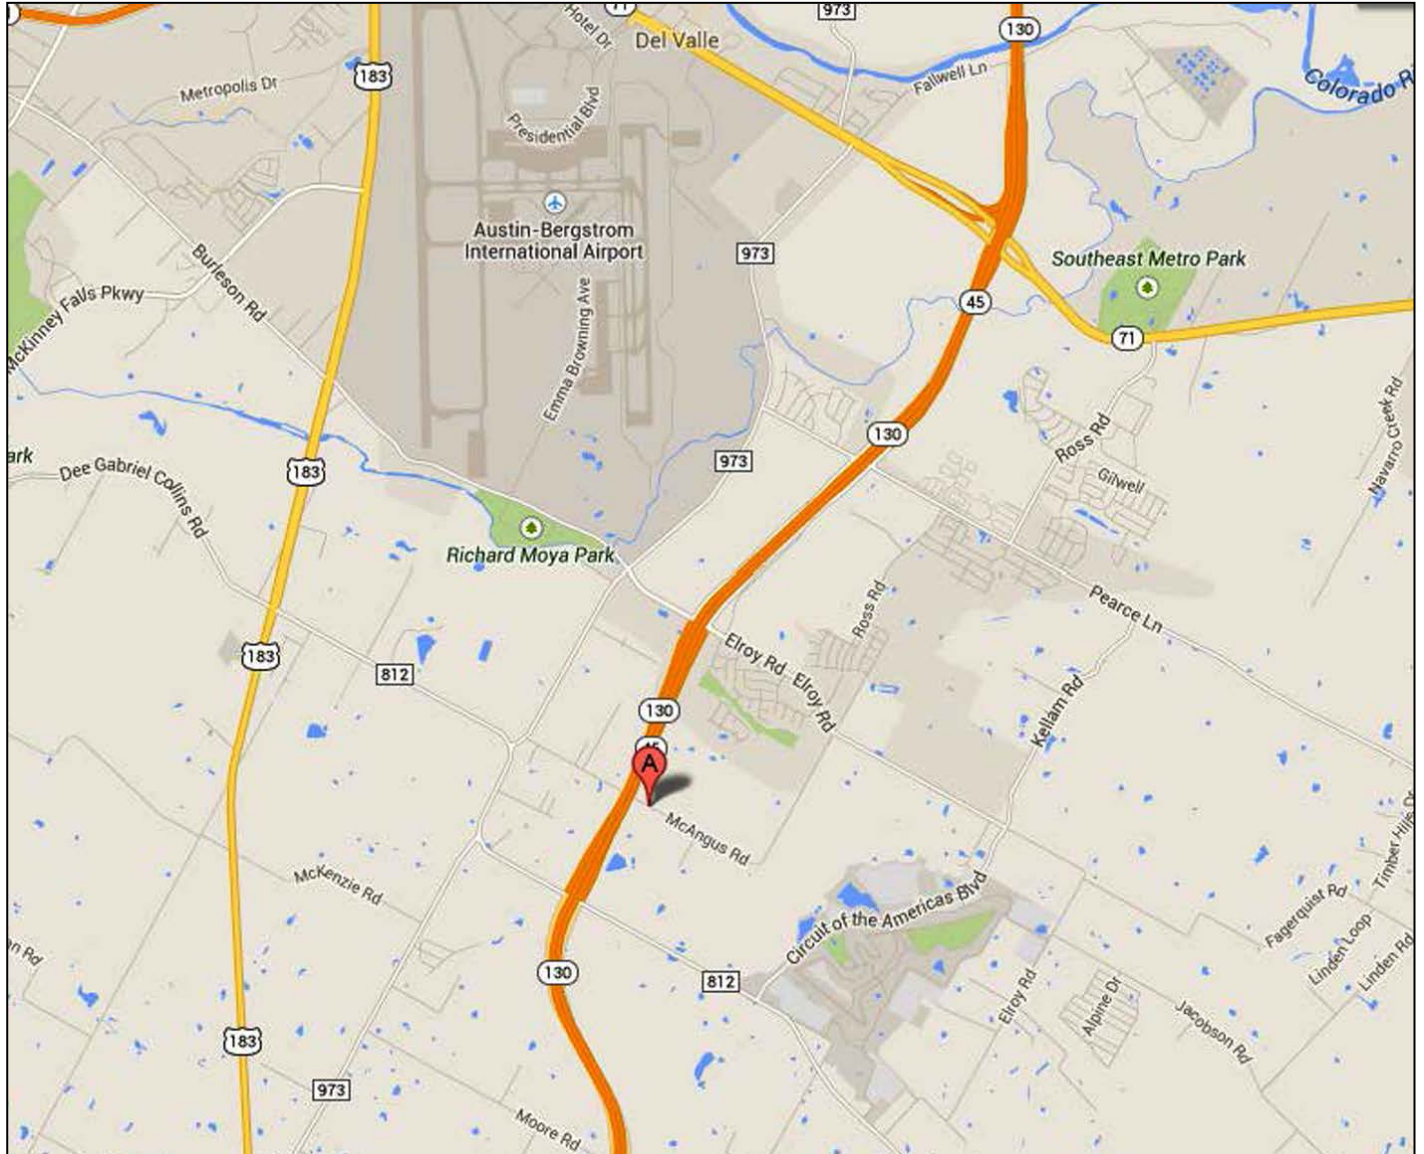 71
973
130
Hotel Dr
Del Valle
183
Metropolis Dr
Fallwell Ln
Colorado R
Presidential Blvd
Austin-Bergstrom
International Airport
973
Southeast Metro Park
Burleson Rd
McKinney Falls Pkwy
45
71
Emma Browning Ave
Navarro Creek Rd
130
Ross Rd
ark
973
Dee Gabriel Collins Rd
183
Gilwell
Richard Moya Park
Ross Rd
Pearce Ln
183
Elroy Rd
Elroy Rd
812
Kellam Rd
130
45
A
McAngus Rd
Timber Hills Dr
McKenzie Rd
Circuit of the Americas Blvd
Fagerquist Rd
Linden Loop
Linden Rd
an Rd
130
812
Elroy Rd
Alpine Dr
Jacobson Rd
183
973
Moore Rd